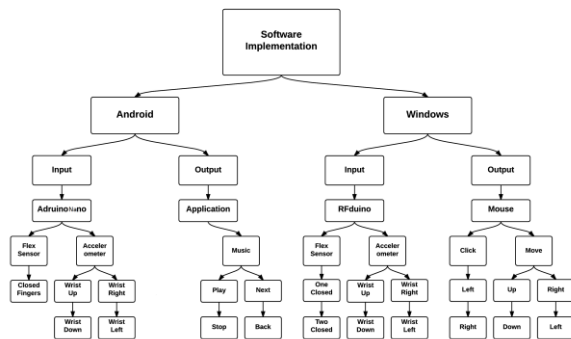 Software
Implementation
Android
Windows
Input
Output
Input
Output
AdruinoNano
Application
RFduino
Mouse
Flex
Sensor
Acceler
ometer
Music
Flex
Sensor
Acceler
ometer
Click
Move
Closed
Fingers
Wrist
Up
Wrist
Right
Play
Next
One
Closed
Wrist
Up
Wrist
Right
Left
Up
Right
Wrist
Down
Wrist
Left
Stop
Back
Two
Closed
Wrist
Down
Wrist
Left
Right
Down
Left